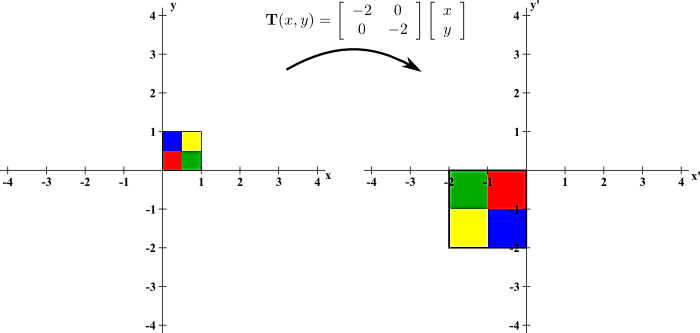 y
T(x, y) = [ −2 0 ] [ x ]
[ 0 −2 ] [ y ]
y'
4
3
2
1
-4 -3 -2 -1 1 2 3 4 x
-1
-2
-3
-4
4
3
2
1
-4 -3 -2 -1 1 2 3 4 x'
-1
-2
-3
-4